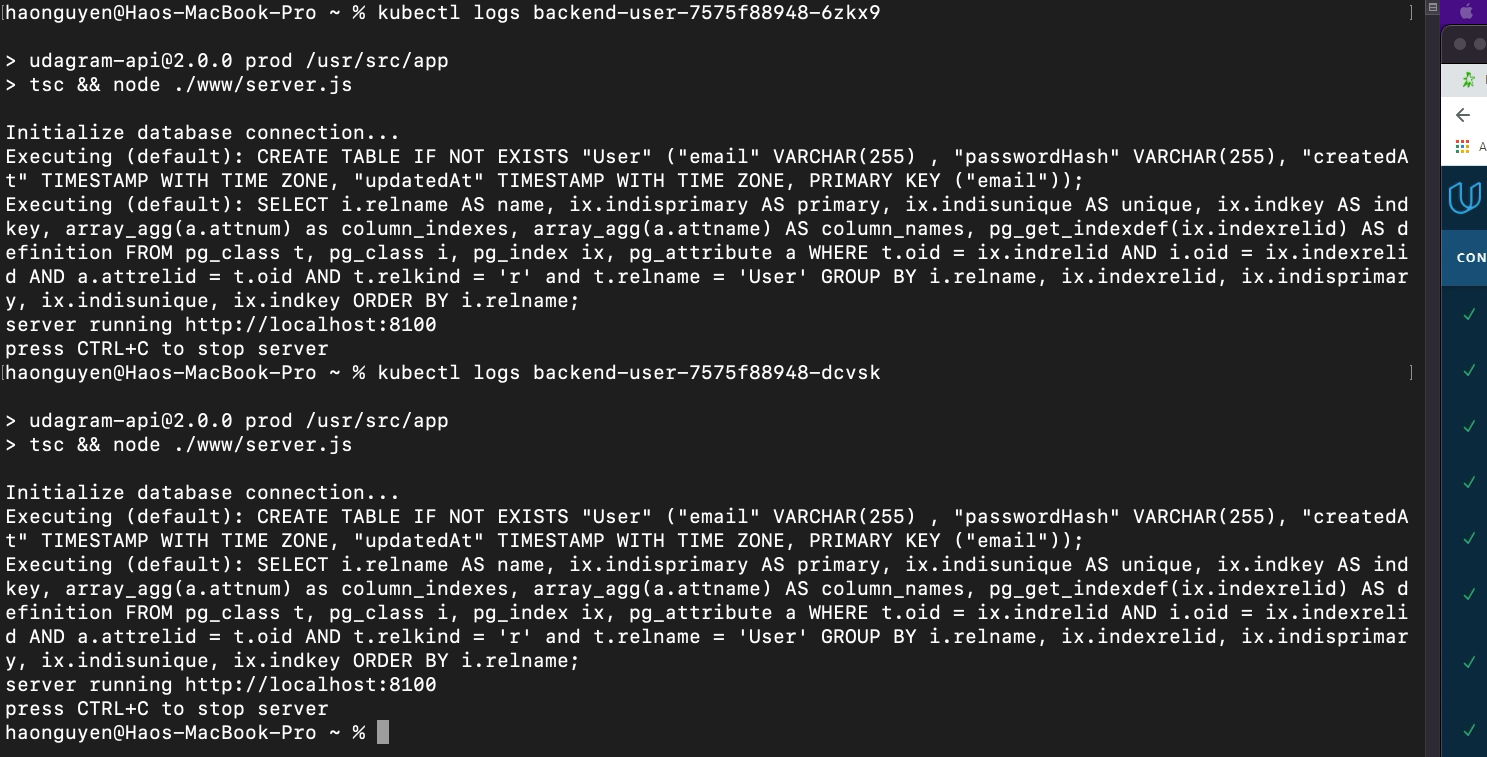 haonguyen@Haos-MacBook-Pro ~ % kubectl logs backend-user-7575f88948-6zkx9
> udagram-api@2.0.0 prod /usr/src/app
> tsc && node ./www/server.js
Initialize database connection...
Executing (default): CREATE TABLE IF NOT EXISTS "User" ("email" VARCHAR(255) , "passwordHash" VARCHAR(255), "createdA
t" TIMESTAMP WITH TIME ZONE, "updatedAt" TIMESTAMP WITH TIME ZONE, PRIMARY KEY ("email"));
Executing (default): SELECT i.relname AS name, ix.indisprimary AS primary, ix.indisunique AS unique, ix.indkey AS ind
key, array_agg(a.attnum) as column_indexes, array_agg(a.attname) AS column_names, pg_get_indexdef(ix.indexrelid) AS d
efinition FROM pg_class t, pg_class i, pg_index ix, pg_attribute a WHERE t.oid = ix.indrelid AND i.oid = ix.indexreli
d AND a.attrelid = t.oid AND t.relkind = 'r' and t.relname = 'User' GROUP BY i.relname, ix.indexrelid, ix.indisprimar
y, ix.indisunique, ix.indkey ORDER BY i.relname;
server running http://localhost:8100
press CTRL+C to stop server
haonguyen@Haos-MacBook-Pro ~ % kubectl logs backend-user-7575f88948-dcvsk
> udagram-api@2.0.0 prod /usr/src/app
> tsc && node ./www/server.js
Initialize database connection...
Executing (default): CREATE TABLE IF NOT EXISTS "User" ("email" VARCHAR(255) , "passwordHash" VARCHAR(255), "createdA
t" TIMESTAMP WITH TIME ZONE, "updatedAt" TIMESTAMP WITH TIME ZONE, PRIMARY KEY ("email"));
Executing (default): SELECT i.relname AS name, ix.indisprimary AS primary, ix.indisunique AS unique, ix.indkey AS ind
key, array_agg(a.attnum) as column_indexes, array_agg(a.attname) AS column_names, pg_get_indexdef(ix.indexrelid) AS d
efinition FROM pg_class t, pg_class i, pg_index ix, pg_attribute a WHERE t.oid = ix.indrelid AND i.oid = ix.indexreli
d AND a.attrelid = t.oid AND t.relkind = 'r' and t.relname = 'User' GROUP BY i.relname, ix.indexrelid, ix.indisprimar
y, ix.indisunique, ix.indkey ORDER BY i.relname;
server running http://localhost:8100
press CTRL+C to stop server
haonguyen@Haos-MacBook-Pro ~ %
CON